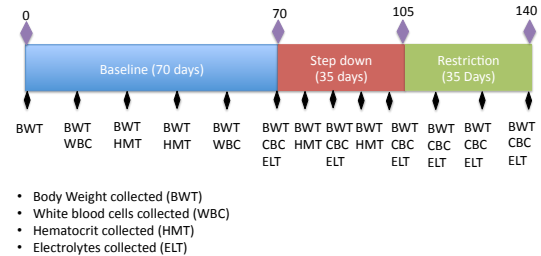 0 70 105 140
Baseline (70 days) Step down Restriction
(35 days) (35 Days)
BWT BWT BWT BWT BWT BWT BWT BWT BWT BWT BWT BWT BWT
WBC HMT HMT WBC CBC HMT CBC HMT CBC CBC CBC CBC
ELT ELT ELT ELT ELT ELT
• Body Weight collected (BWT)
• White blood cells collected (WBC)
• Hematocrit collected (HMT)
• Electrolytes collected (ELT)